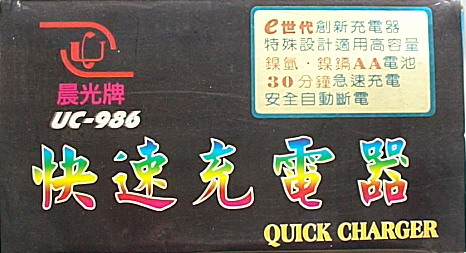 晨光牌
UC-986
e世代創新充電器
特殊設計適用高容量
鎳氫·鎳鎘AA電池
30分鐘急速充電
安全自動斷電
快速充電器
QUICK CHARGER